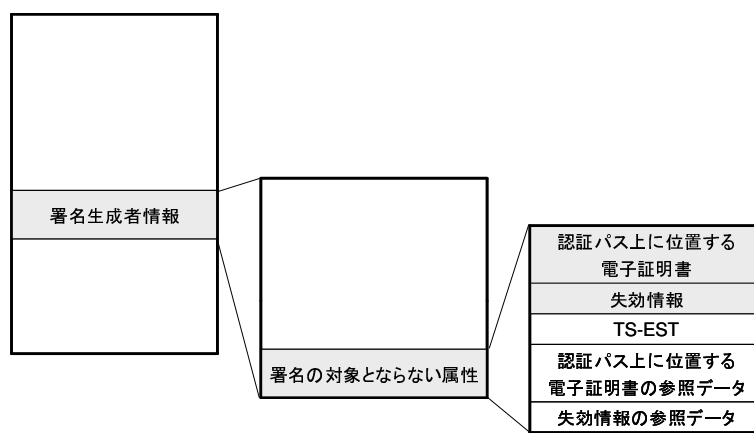 署名生成者情報
署名の対象とならない属性
認証パス上に位置する
電子証明書
失効情報
TS-EST
認証パス上に位置する
電子証明書の参照データ
失効情報の参照データ